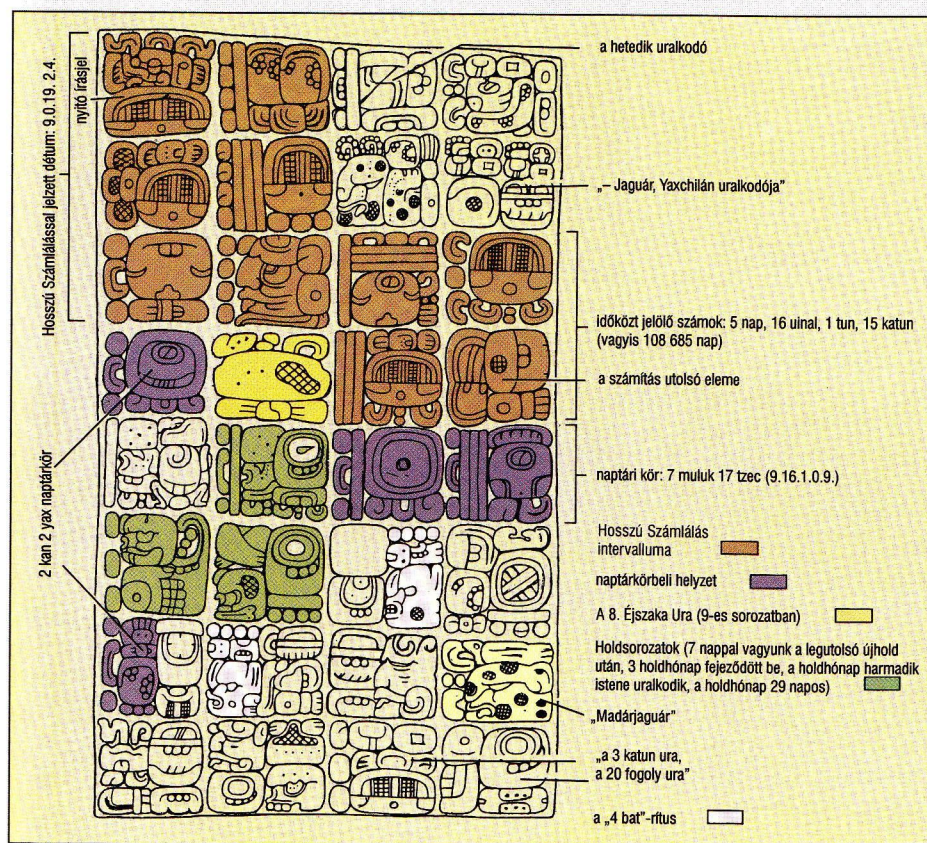 Hosszú Számlálással jelzett détum: 9.0.19. 2.4.
nyitó írásjel
2 kan 2 yax naptárkör
a hetedik uralkodó
„– Jaguár, Yaxchilán uralkodója”
időközt jelölő számok: 5 nap, 16 uinal, 1 tun, 15 katun
(vagyis 108 685 nap)
a számítás utolsó eleme
naptári kör: 7 muluk 17 tzec (9.16.1.0.9.)
Hosszú Számlálás
intervalluma
naptárkörbeli helyzet
A 8. Éjszaka Ura (9-es sorozatban)
Holdsorozatok (7 nappal vagyunk a legutolsó újhold
után, 3 holdhónap fejeződött be, a holdhónap harmadik
istene uralkodik, a holdhónap 29 napos)
„Madárjaguár”
„a 3 katun ura,
a 20 fogoly ura”
a „4 bat”-rítus